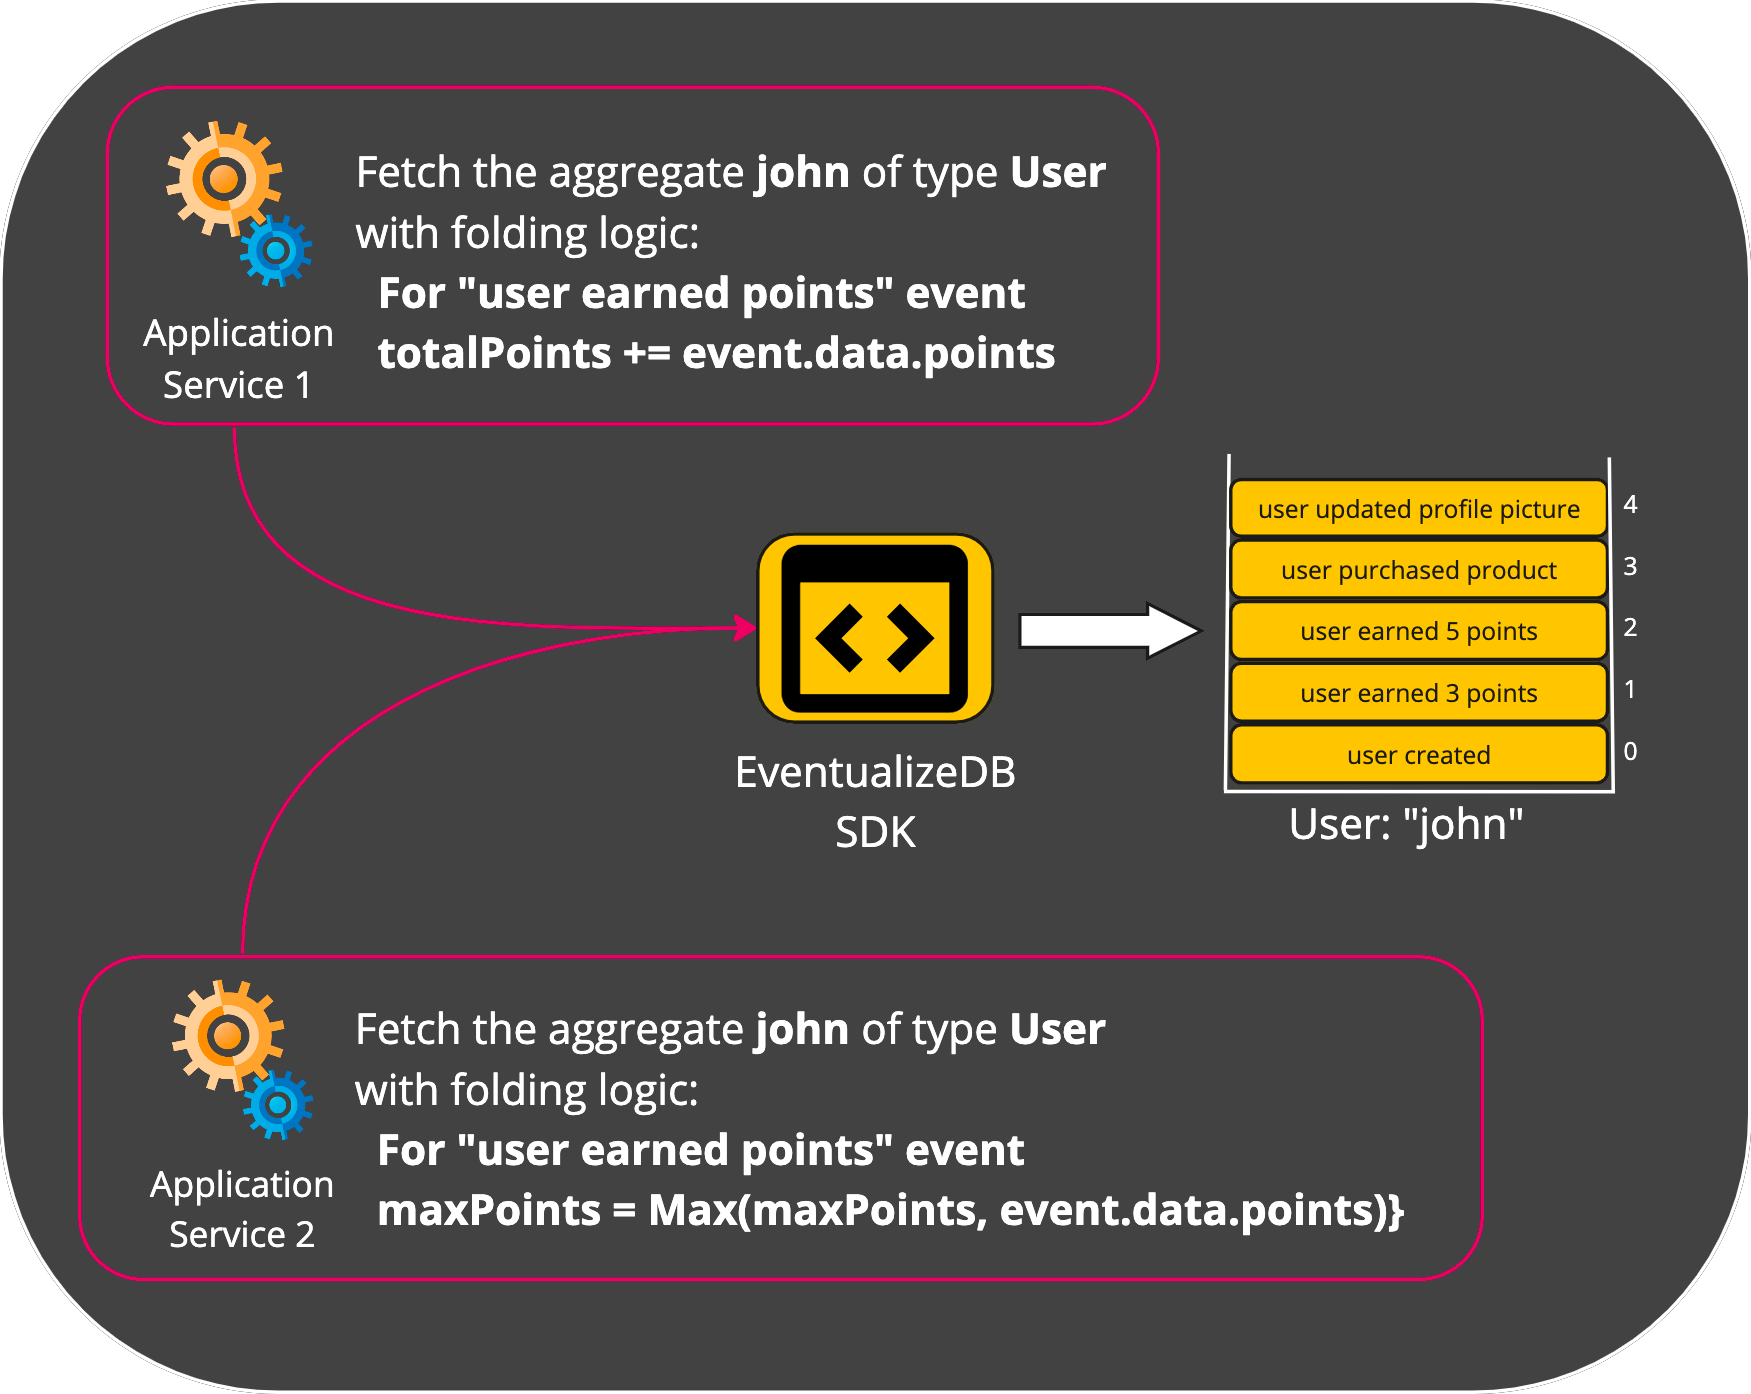 Fetch the aggregate john of type User
with folding logic:
For "user earned points" event
totalPoints += event.data.points
Application
Service 1
user updated profile picture 4
user purchased product 3
user earned 5 points 2
user earned 3 points 1
user created 0
User: "john"
EventualizeDB
SDK
Fetch the aggregate john of type User
with folding logic:
For "user earned points" event
maxPoints = Max(maxPoints, event.data.points)}
Application
Service 2